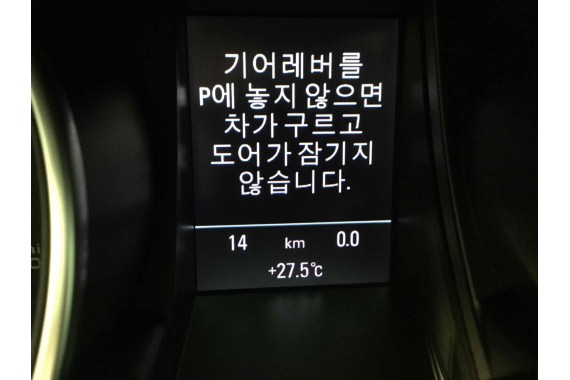 기어레버를
P에 놓지 않으면
차가 구르고
도어가 잠기지
않습니다.
14 km 0.0
+27.5℃